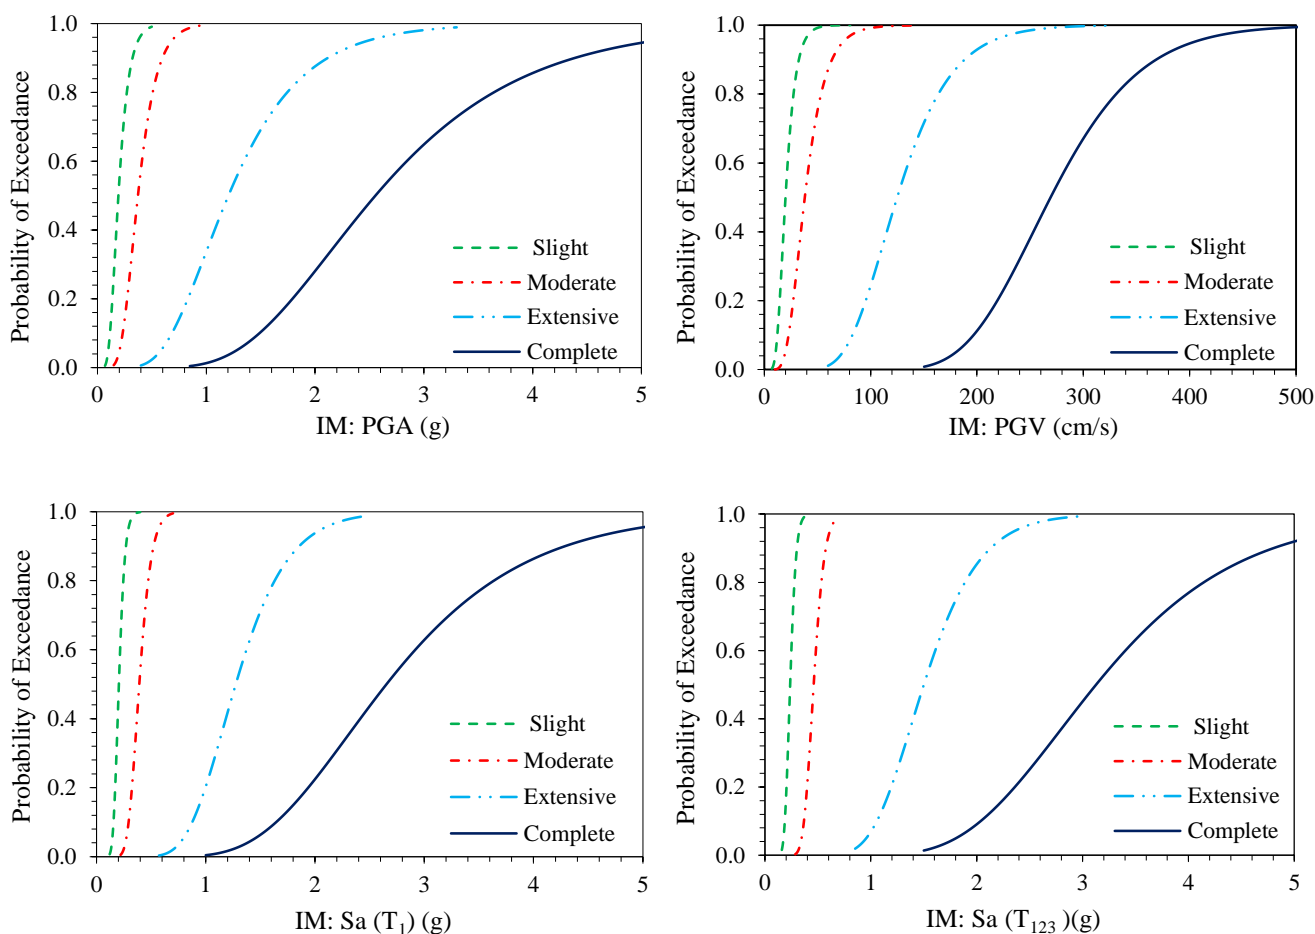 1.0
0.8
0.6
0.4
0.2
0.0
Probability of Exceedance
Slight
Moderate
Extensive
Complete
0 1 2 3 4 5
IM: PGA (g)
1.0
0.8
0.6
0.4
0.2
0.0
Probability of Exceedance
Slight
Moderate
Extensive
Complete
0 100 200 300 400 500
IM: PGV (cm/s)
1.0
0.8
0.6
0.4
0.2
0.0
Probability of Exceedance
Slight
Moderate
Extensive
Complete
0 1 2 3 4 5
IM: Sa (T₁) (g)
1.0
0.8
0.6
0.4
0.2
0.0
Probability of Exceedance
Slight
Moderate
Extensive
Complete
0 1 2 3 4 5
IM: Sa (T₁₂₃ )(g)